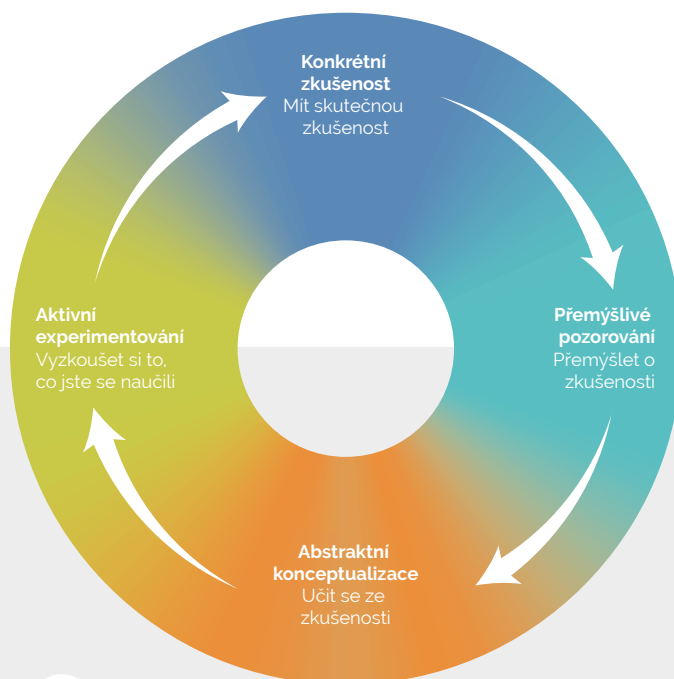 Konkrétní
zkušenost
Mít skutečnou
zkušenost
Přemýšlivé
pozorování
Přemýšlet o
zkušenosti
Abstraktní
konceptualizace
Učit se ze
zkušenosti
Aktivní
experimentování
Vyzkoušet si to,
co jste se naučili